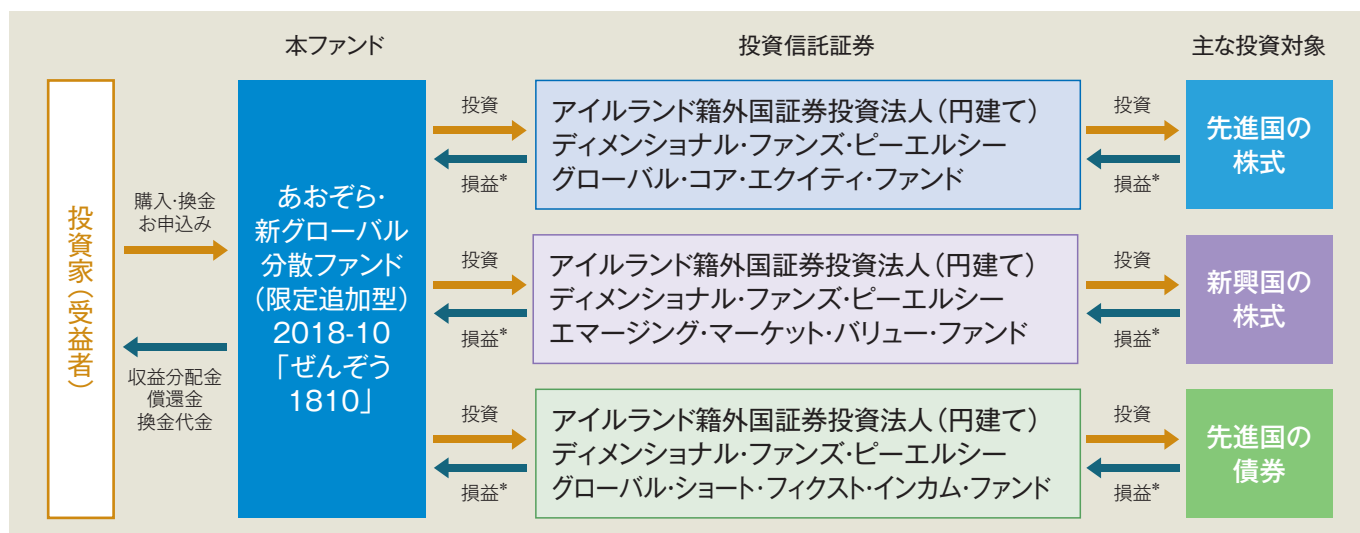 本ファンド
投資信託証券
主な投資対象
投資家(受益者)
購入・換金
お申込み
収益分配金
償還金
換金代金
あおぞら・
新グローバル
分散ファンド
(限定追加型)
2018-10
「ぜんぞう
1810」
投資
損益*
アイルランド籍外国証券投資法人(円建て)
ディメンショナル・ファンズ・ピーエルシー
グローバル・コア・エクイティ・ファンド
投資
損益*
先進国の
株式
投資
損益*
アイルランド籍外国証券投資法人(円建て)
ディメンショナル・ファンズ・ピーエルシー
エマージング・マーケット・バリュー・ファンド
投資
損益*
新興国の
株式
投資
損益*
アイルランド籍外国証券投資法人(円建て)
ディメンショナル・ファンズ・ピーエルシー
グローバル・ショート・フィクスト・インカム・ファンド
投資
損益*
先進国の
債券